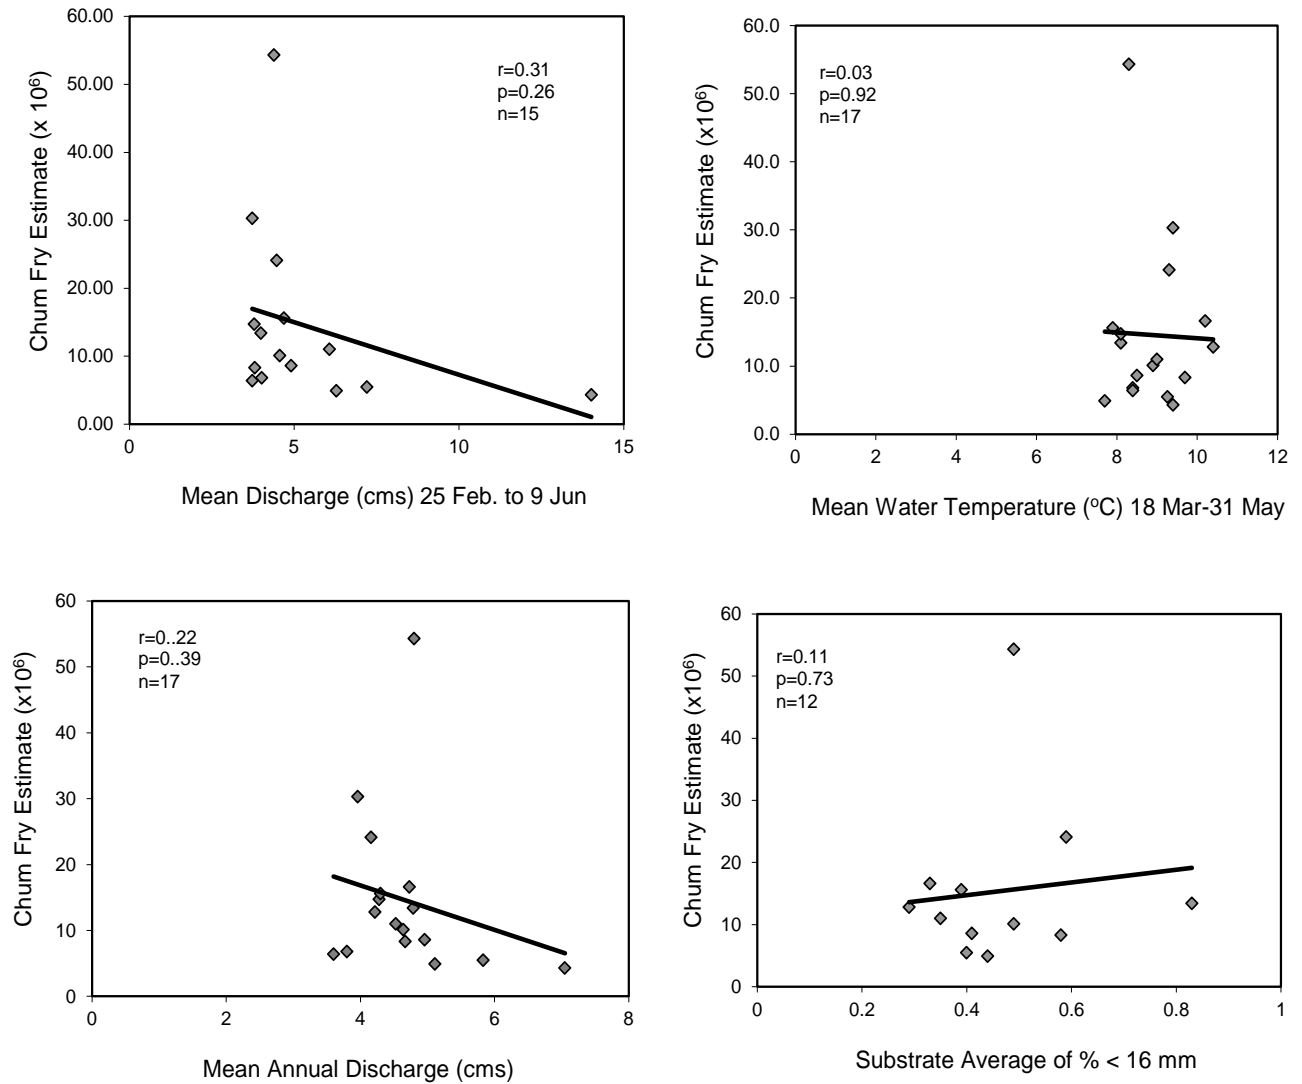 60.00
50.00
40.00
30.00
20.00
10.00
0.00
0 5 10 15
Chum Fry Estimate (x 10⁶)
r=0.31
p=0.26
n=15
Mean Discharge (cms) 25 Feb. to 9 Jun
60.0
50.0
40.0
30.0
20.0
10.0
0.0
0 2 4 6 8 10 12
Chum Fry Estimate (x10⁶)
r=0.03
p=0.92
n=17
Mean Water Temperature (ºC) 18 Mar-31 May
60
50
40
30
20
10
0
0 2 4 6 8
Chum Fry Estimate (x10⁶)
r=0..22
p=0..39
n=17
Mean Annual Discharge (cms)
60
50
40
30
20
10
0
0 0.2 0.4 0.6 0.8 1
Chum Fry Estimate (x10⁶)
r=0.11
p=0.73
n=12
Substrate Average of % < 16 mm